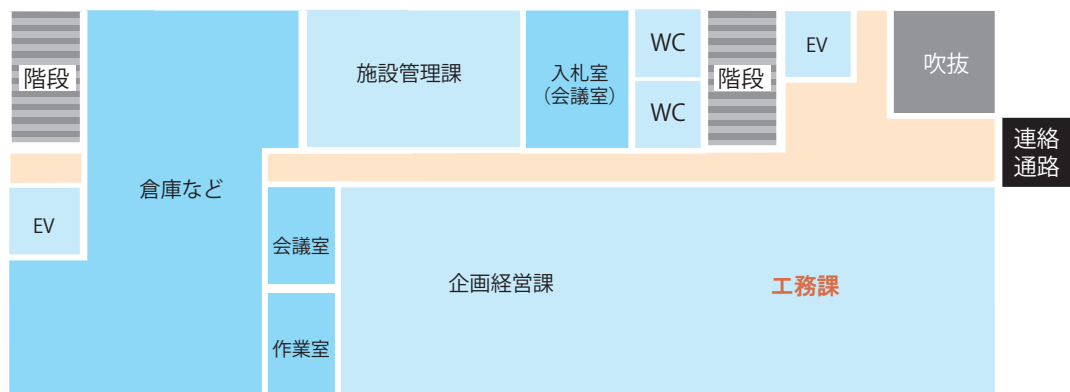 階段
施設管理課
入札室
（会議室）
WC
WC
階段
EV
吹抜
連絡
通路
倉庫など
EV
会議室
企画経営課
工務課
作業室